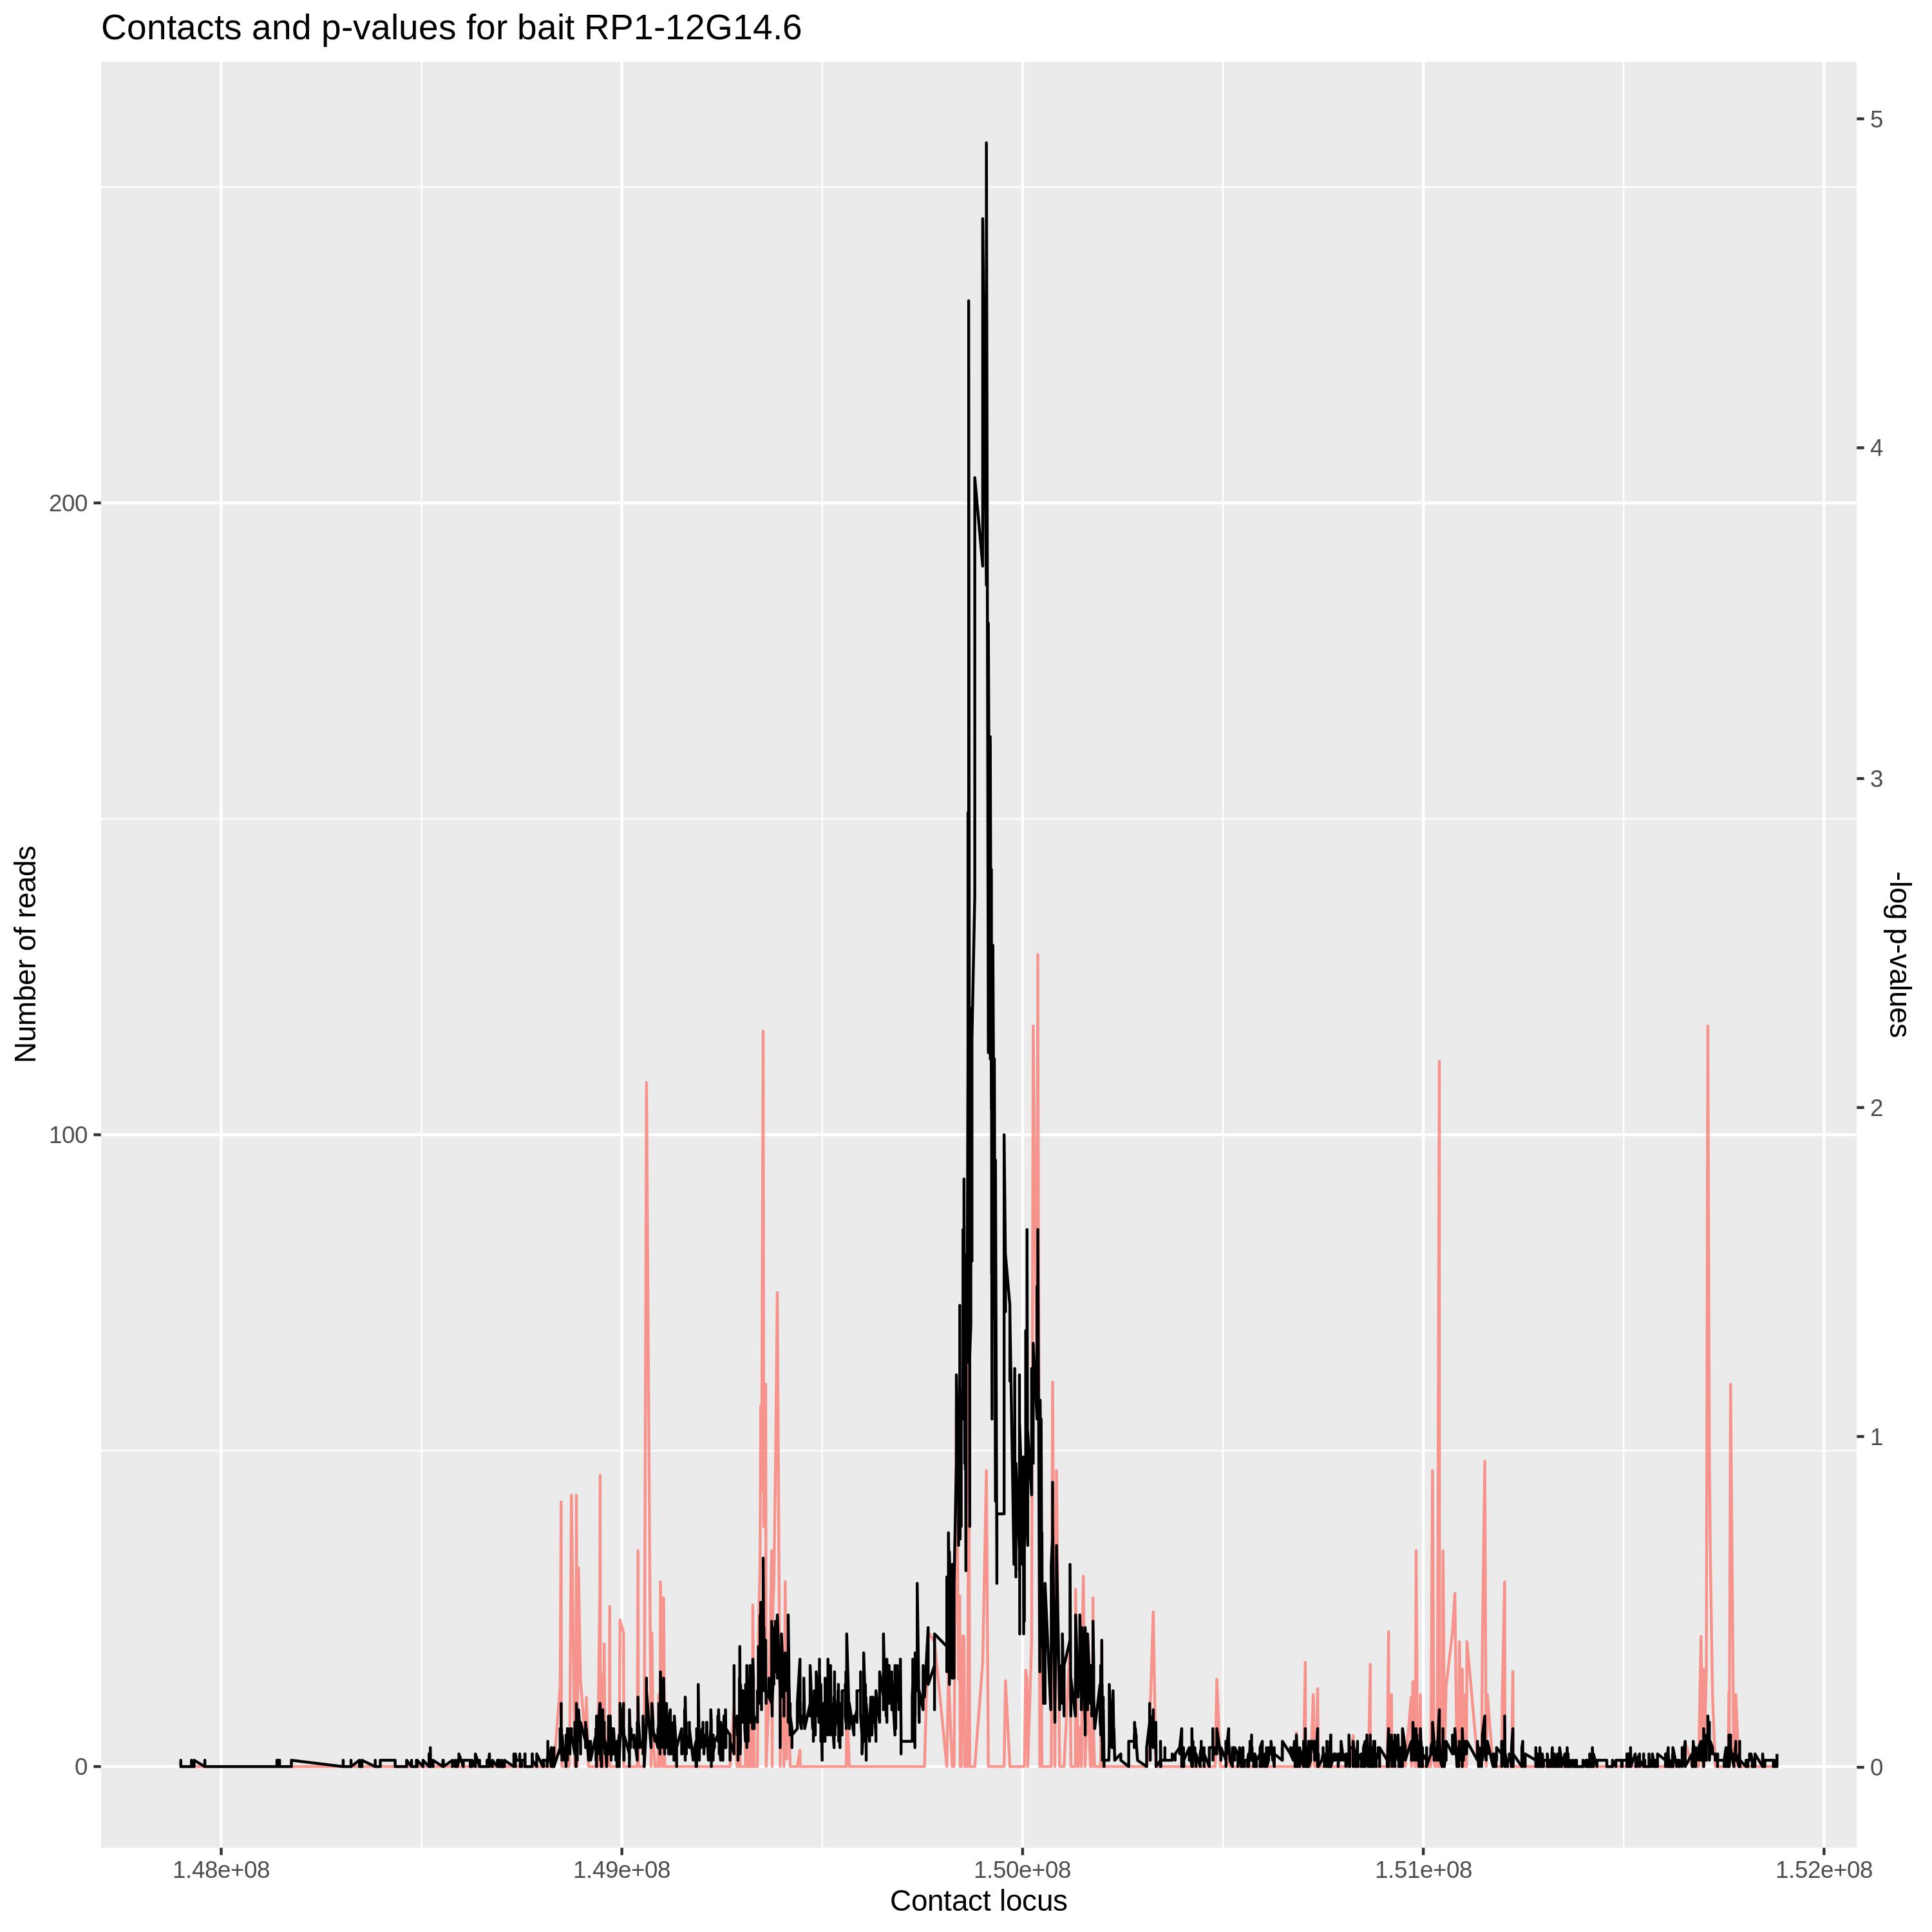 Contacts and p-values for bait RP1-12G14.6
5
4
200
3
Number of reads
-log p-values
2
100
1
0
0
1.48e+08 1.49e+08 1.50e+08 1.51e+08 1.52e+08
Contact locus